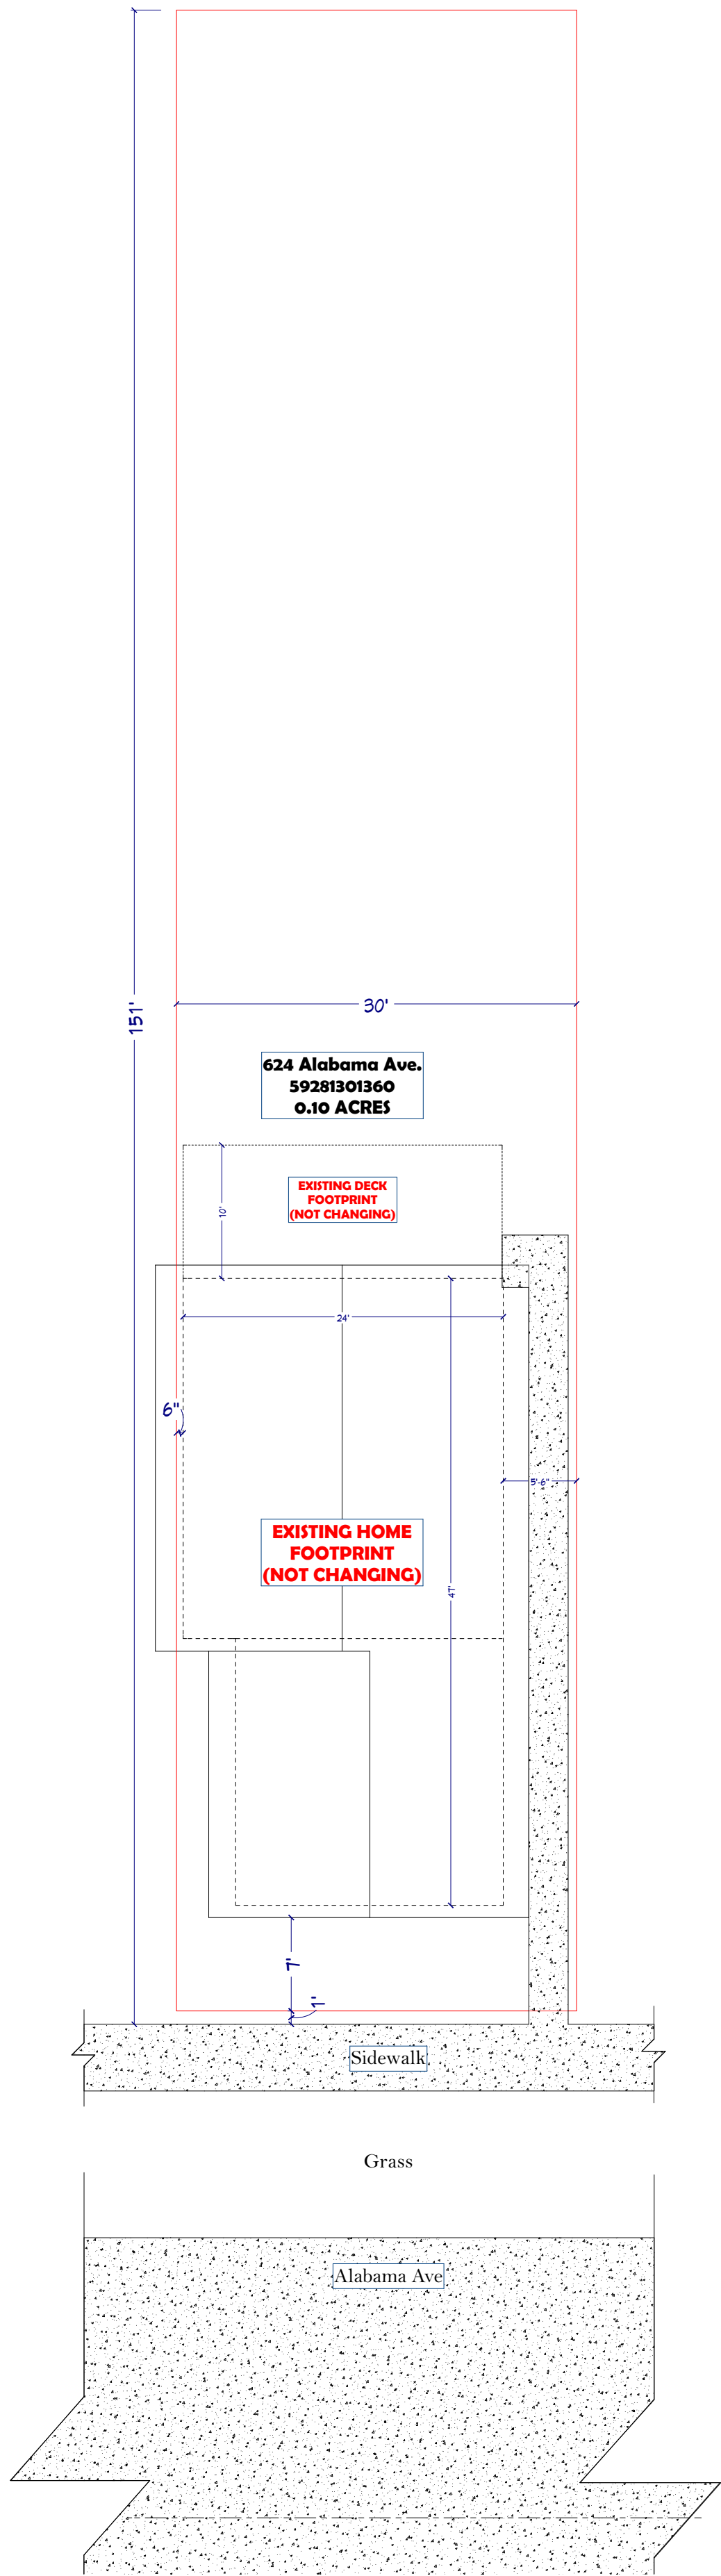 151'
30'
624 Alabama Ave.
59281301360
0.10 ACRES
EXISTING DECK
FOOTPRINT
(NOT CHANGING)
10'
24'
6"
5'-6"
EXISTING HOME
FOOTPRINT
(NOT CHANGING)
47'
7'
1'
Sidewalk
Grass
Alabama Ave